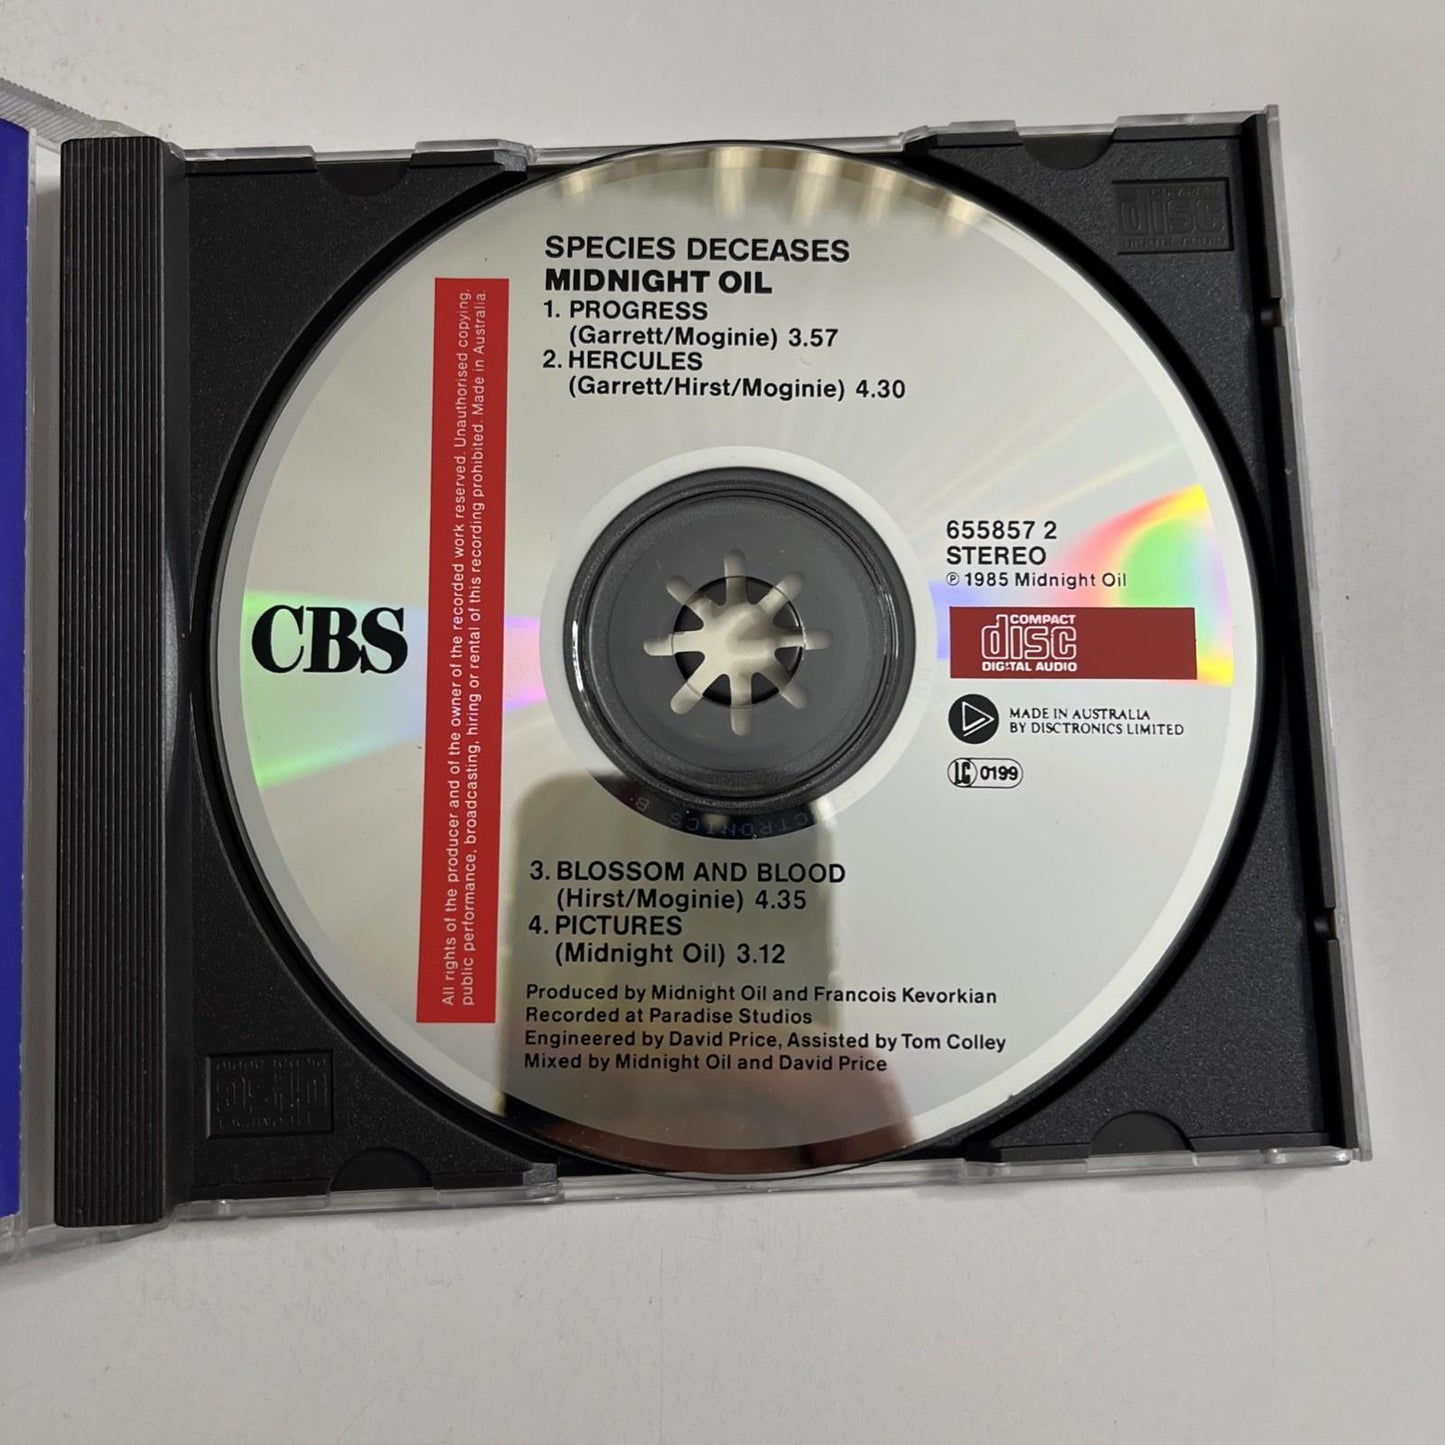 SPECIES DECEASES
MIDNIGHT OIL
1. PROGRESS
(Garrett/Moginie) 3.57
2. HERCULES
(Garrett/Hirst/Moginie) 4.30
All rights of the producer and of the owner of the recorded work reserved. Unauthorised copying,
public performance, broadcasting, hiring or rental of this recording prohibited. Made in Australia.
CBS
655857 2
STEREO
℗ 1985 Midnight Oil
COMPACT
disc
DIGITAL AUDIO
MADE IN AUSTRALIA
BY DISCTRONICS LIMITED
LC 0199
CTRONICS B
3. BLOSSOM AND BLOOD
(Hirst/Moginie) 4.35
4. PICTURES
(Midnight Oil) 3.12
Produced by Midnight Oil and Francois Kevorkian
Recorded at Paradise Studios
Engineered by David Price, Assisted by Tom Colley
Mixed by Midnight Oil and David Price
disc
disc